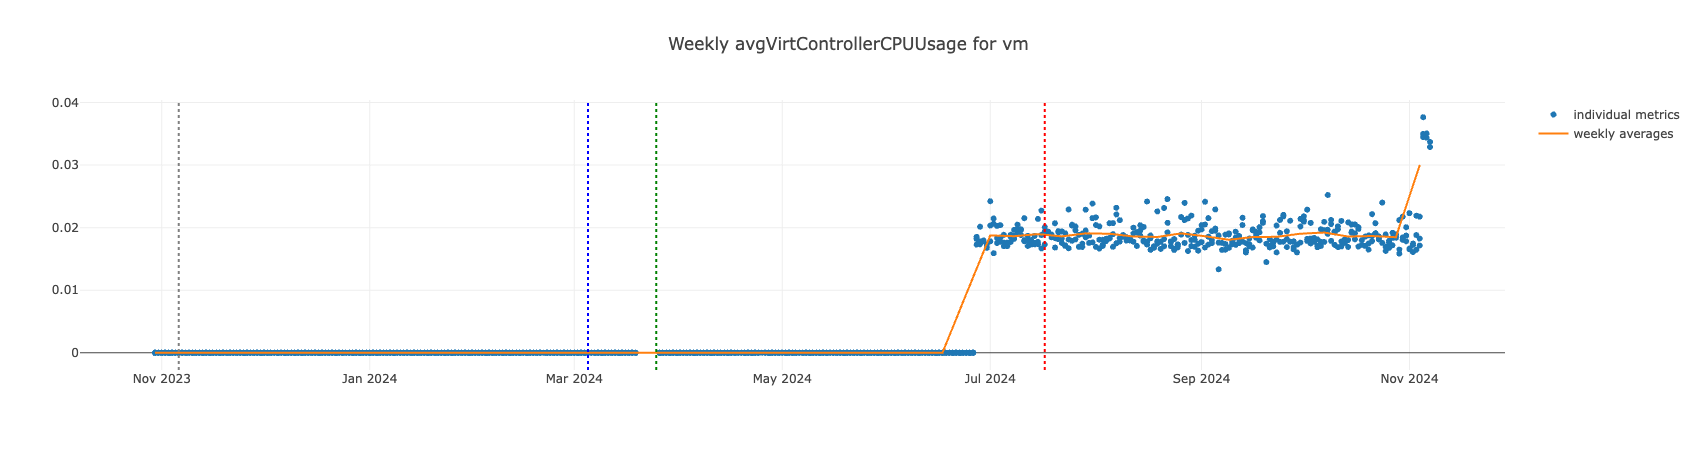 Weekly avgVirtControllerCPUUsage for vm
0.04
0.03
0.02
0.01
0
Nov 2023
Jan 2024
Mar 2024
May 2024
Jul 2024
Sep 2024
Nov 2024
individual metrics
weekly averages